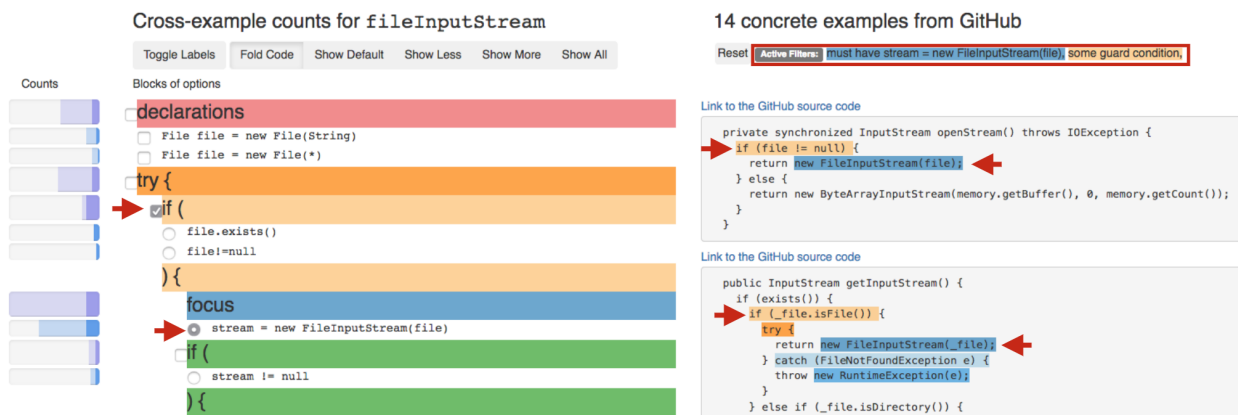 Cross-example counts for fileInputStream
Toggle Labels Fold Code Show Default Show Less Show More Show All
Counts
Blocks of options
declarations
File file = new File(String)
File file = new File(*)
try {
if (
file.exists()
file!=null
) {
focus
stream = new FileInputStream(file)
if (
stream != null
) {
14 concrete examples from GitHub
Reset Active Filters: must have stream = new FileInputStream(file), some guard condition,
Link to the GitHub source code
private synchronized InputStream openStream() throws IOException {
if (file != null) {
return new FileInputStream(file);
} else {
return new ByteArrayInputStream(memory.getBuffer(), 0, memory.getCount());
}
}
Link to the GitHub source code
public InputStream getInputStream() {
if (exists()) {
if (_file.isFile()) {
try {
return new FileInputStream(_file);
} catch (FileNotFoundException e) {
throw new RuntimeException(e);
}
} else if (_file.isDirectory()) {